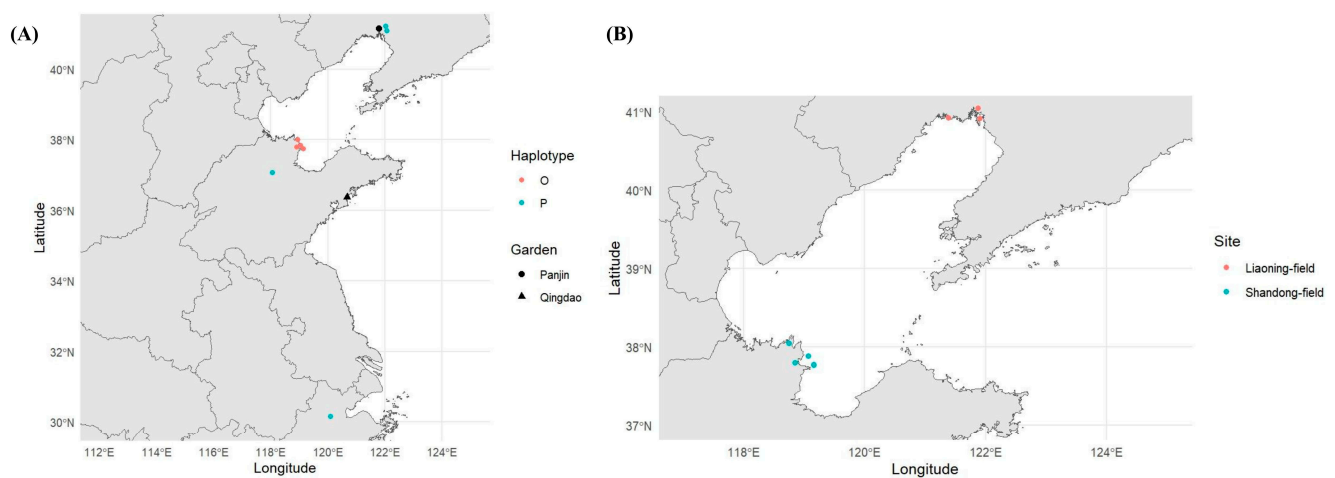 (A)
40°N
38°N
36°N
34°N
32°N
30°N
Latitude
112°E 114°E 116°E 118°E 120°E 122°E 124°E
Longitude
Haplotype
O
P
Garden
Panjin
Qingdao
(B)
41°N
40°N
39°N
38°N
37°N
Latitude
118°E 120°E 122°E 124°E
Longitude
Site
Liaoning-field
Shandong-field